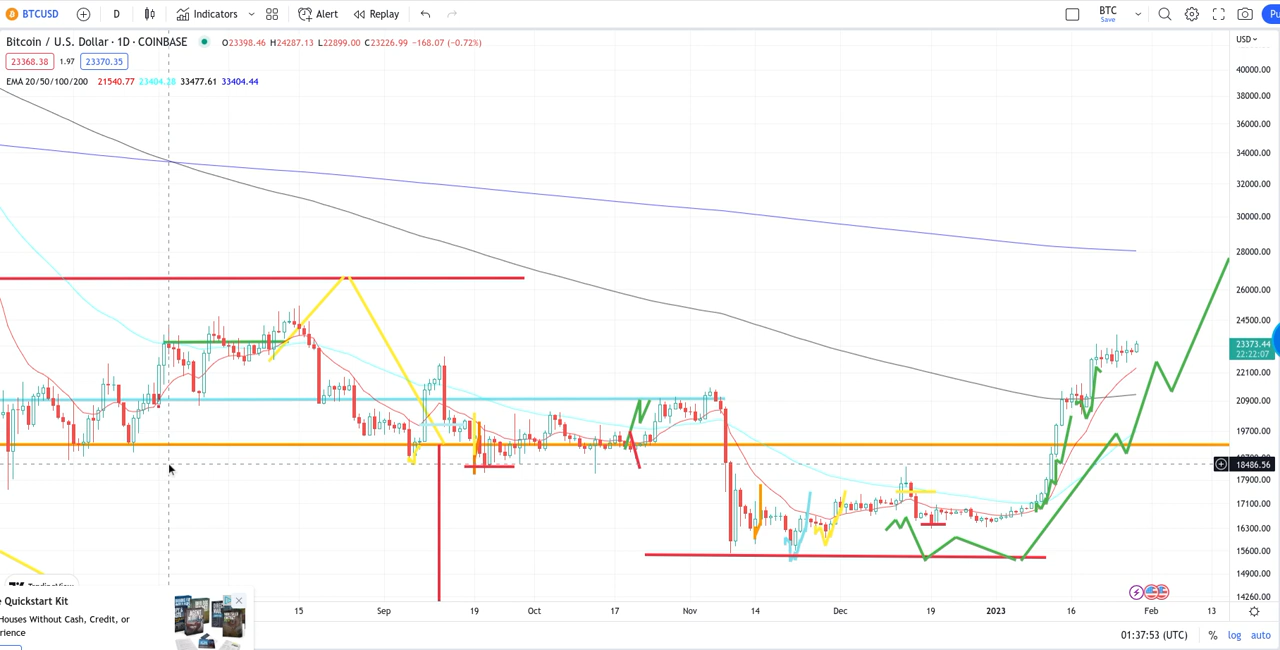 BTCUSD D Indicators Alert Replay BTC Save
Bitcoin / U.S. Dollar · 1D · COINBASE O23398.46 H24287.13 L22899.00 C23226.99 −168.07 (−0.72%) USD
23368.38 1.97 23370.35
EMA 20/50/100/200 21540.77 23404.28 33477.61 33404.44
40000.00
38000.00
36000.00
34000.00
32000.00
30000.00
28000.00
26000.00
24500.00
23373.44
22:22:07
22100.00
20900.00
19700.00
18486.56
17900.00
17100.00
16300.00
15600.00
14900.00
14260.00
TradingView
e Quickstart Kit
Houses Without Cash, Credit, or
rience
15 Sep 19 Oct 17 Nov 14 Dec 19 2023 16 Feb 13
01:37:53 (UTC) % log auto